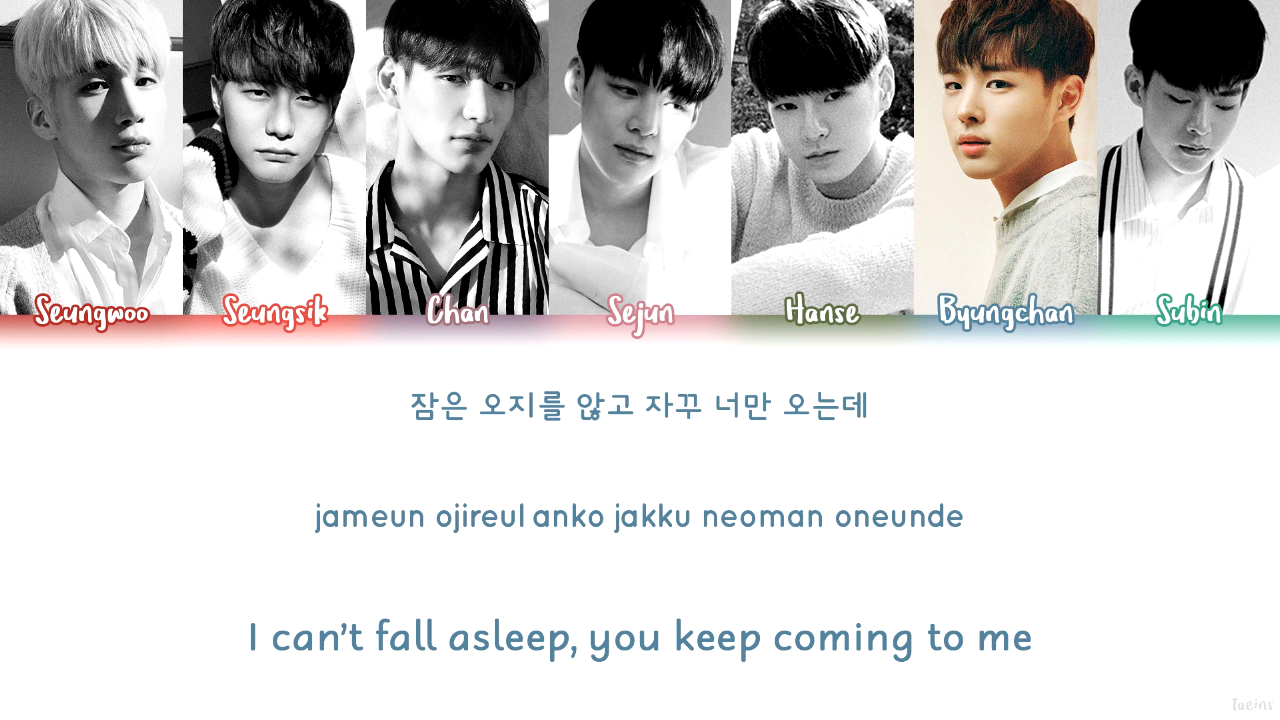 Seungwoo Seungsik Chan Sejun Hanse Byungchan Subin
잠은 오지를 않고 자꾸 너만 오는데
jameun ojireul anko jakku neoman oneunde
I can't fall asleep, you keep coming to me
Taeins